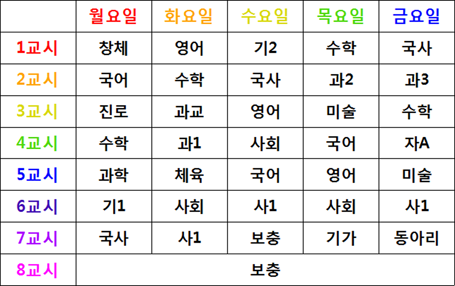 월요일 화요일 수요일 목요일 금요일
1교시 창체 영어 기2 수학 국사
2교시 국어 수학 국사 과2 과3
3교시 진로 과교 영어 미술 수학
4교시 수학 과1 사회 국어 자A
5교시 과학 체육 국어 영어 미술
6교시 기1 사회 사1 사회 사1
7교시 국사 사1 보충 기가 동아리
8교시 보충